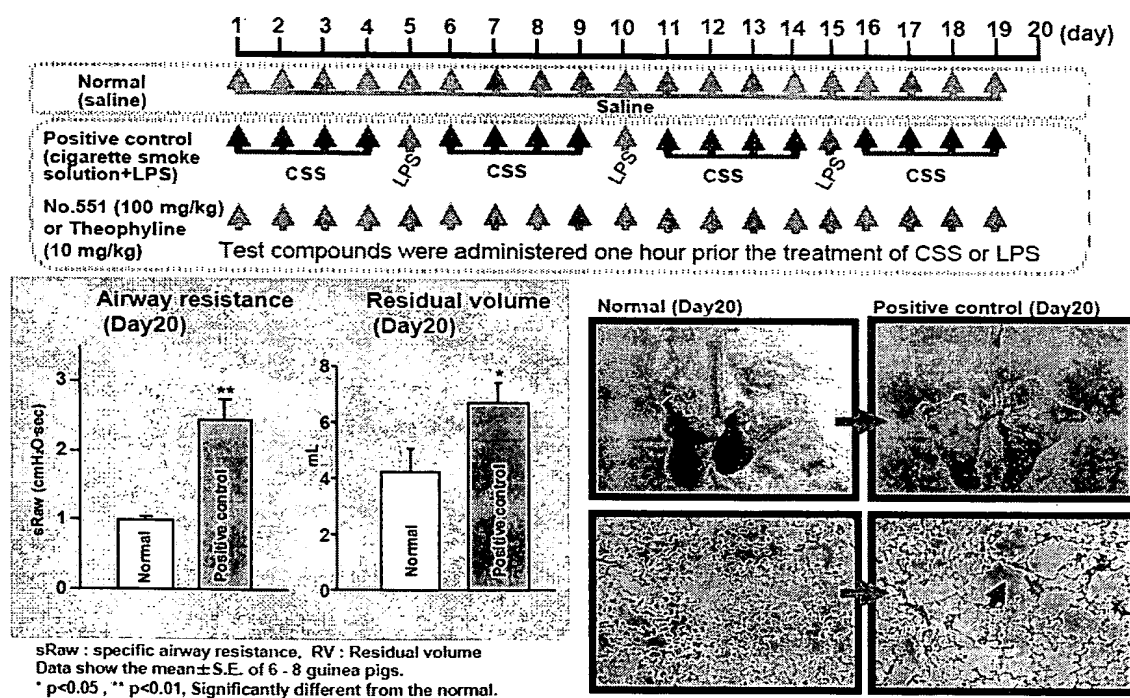 1 2 3 4 5 6 7 8 9 10 11 12 13 14 15 16 17 18 19 20 (day)
Normal
(saline)
Saline
Positive control
(cigarette smoke
solution+LPS)
CSS LPS CSS LPS CSS LPS CSS
No.551 (100 mg/kg)
or Theophyline
(10 mg/kg)
Test compounds were administered one hour prior the treatment of CSS or LPS
Airway resistance
(Day20)
sRaw (cmH2O·sec)
3
2
1
0
**
Normal
Positive control
Residual volume
(Day20)
mL
8
6
4
2
0
*
Normal
Positive control
Normal (Day20)
Positive control (Day20)
sRaw : specific airway resistance, RV : Residual volume
Data show the mean±S.E. of 6 - 8 guinea pigs.
* p<0.05 , ** p<0.01, Significantly different from the normal.